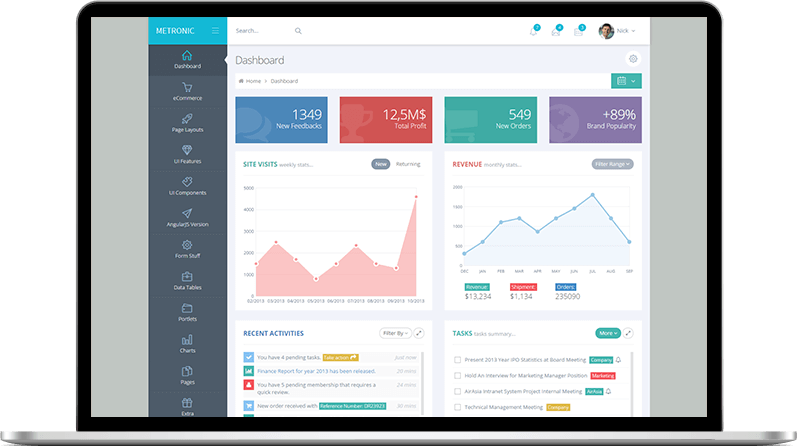 METRONIC
Search...
7
4
3
Nick
Dashboard
eCommerce
Page Layouts
UI Features
UI Components
AngularJS Version
Form Stuff
Data Tables
Portlets
Charts
Pages
Extra
Dashboard
Home > Dashboard
1349
New Feedbacks
12,5M$
Total Profit
549
New Orders
+89%
Brand Popularity
SITE VISITS weekly stats...
New
Returning
5000
4000
3000
2000
1000
0
02/2013 03/2013 04/2013 05/2013 06/2013 07/2013 08/2013 09/2013 10/2013
REVENUE monthly stats...
Filter Range
2000
1500
1000
500
0
DEC JAN FEB MAR APR MAY JUN JUL AUG SEP
Revenue: Shipment: Orders:
$13,234 $1,134 235090
RECENT ACTIVITIES
Filter By
You have 4 pending tasks. Take action Just now
Finance Report for year 2013 has been released. 20 mins
You have 5 pending membership that requires a quick review. 24 mins
New order received with Reference Number: DR23923 30 mins
TASKS tasks summary...
More
Present 2013 Year IPO Statistics at Board Meeting Company
Hold An Interview for Marketing Manager Position Marketing
AirAsia Intranet System Project Internal Meeting AirAsia
Technical Management Meeting Company